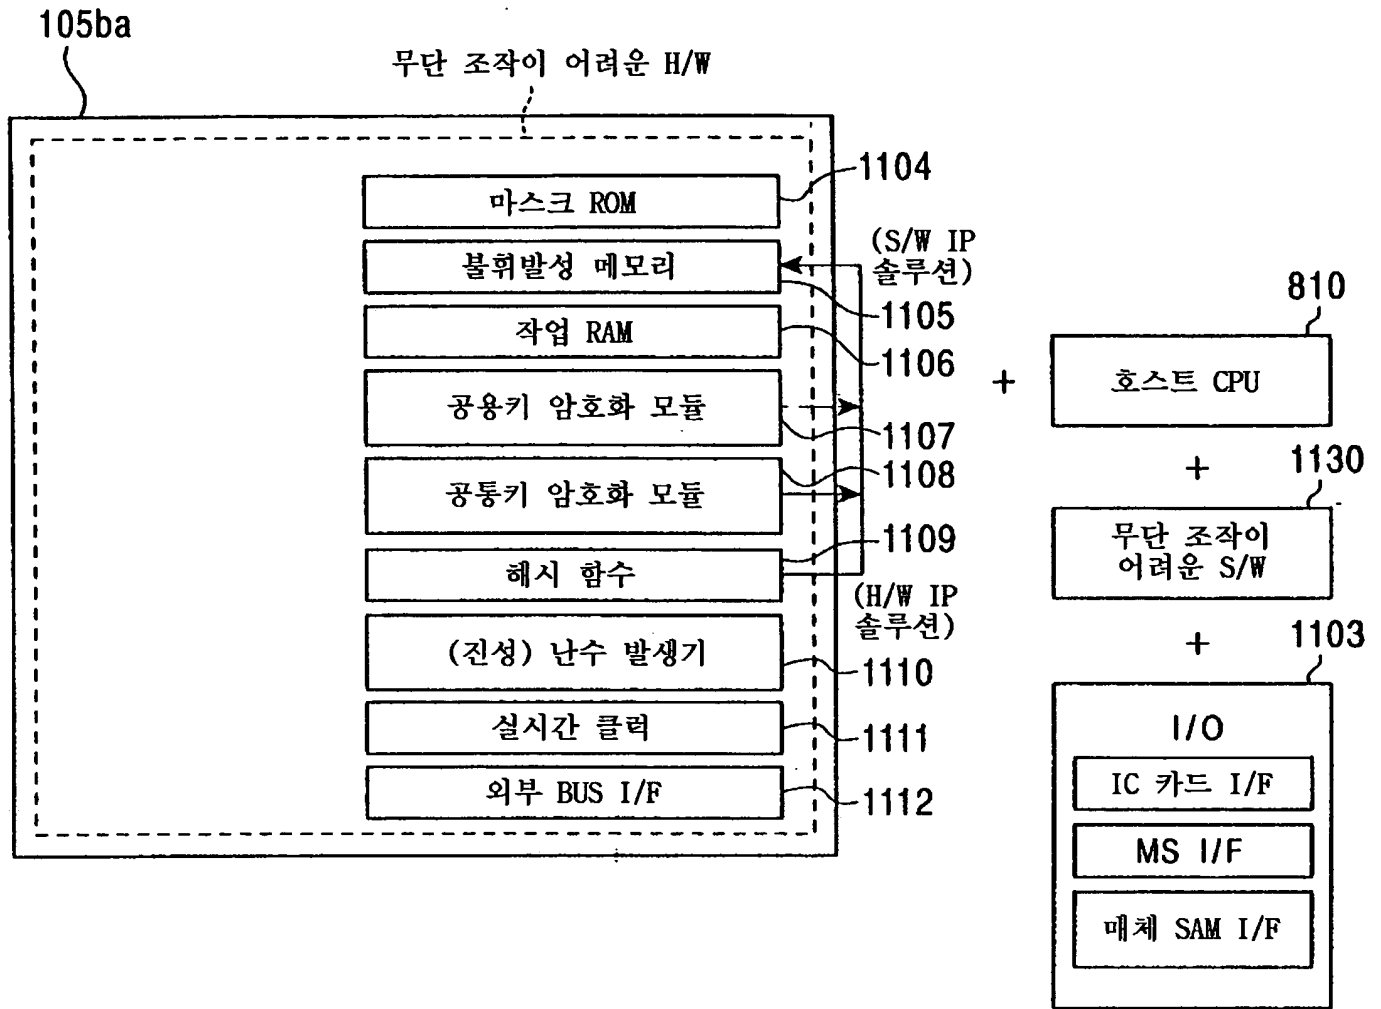 105ba
무단 조작이 어려운 H/W
1104
마스크 ROM
(S/W IP
솔루션)
불휘발성 메모리
1105
810
작업 RAM
1106
+
호스트 CPU
공용키 암호화 모듈
1107
+
1130
1108
공통키 암호화 모듈
무단 조작이
어려운 S/W
1109
해시 함수
(H/W IP
솔루션)
+
1103
(진성) 난수 발생기
1110
I/O
실시간 클럭
1111
IC 카드 I/F
외부 BUS I/F
1112
MS I/F
매체 SAM I/F